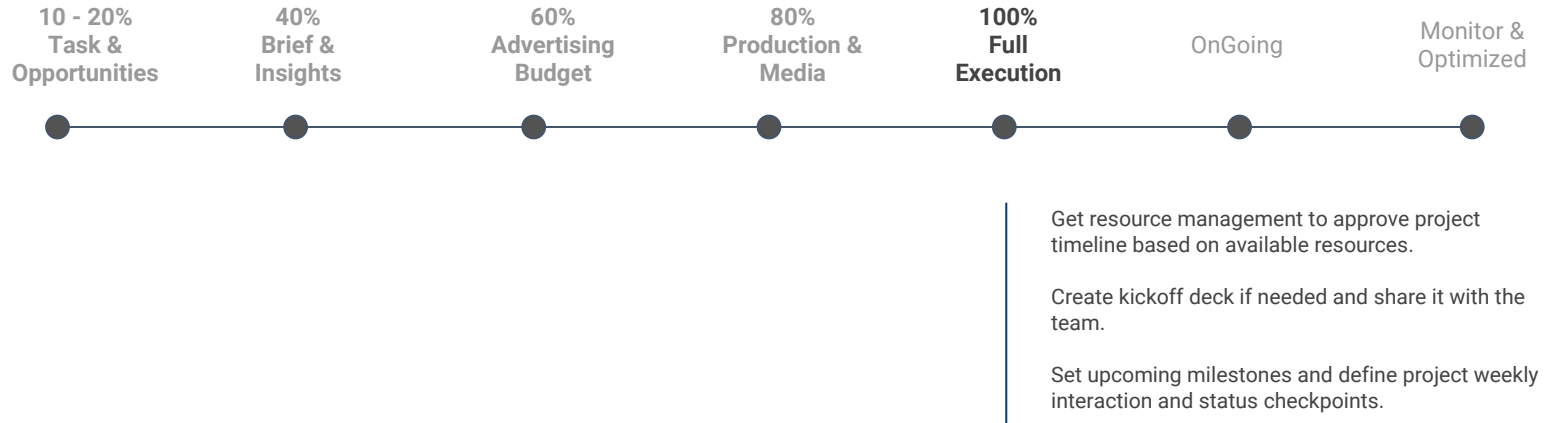 10 - 20%
Task &
Opportunities
40%
Brief &
Insights
60%
Advertising
Budget
80%
Production &
Media
100%
Full
Execution
OnGoing
Monitor &
Optimized
Get resource management to approve project
timeline based on available resources.
Create kickoff deck if needed and share it with the
team.
Set upcoming milestones and define project weekly
interaction and status checkpoints.